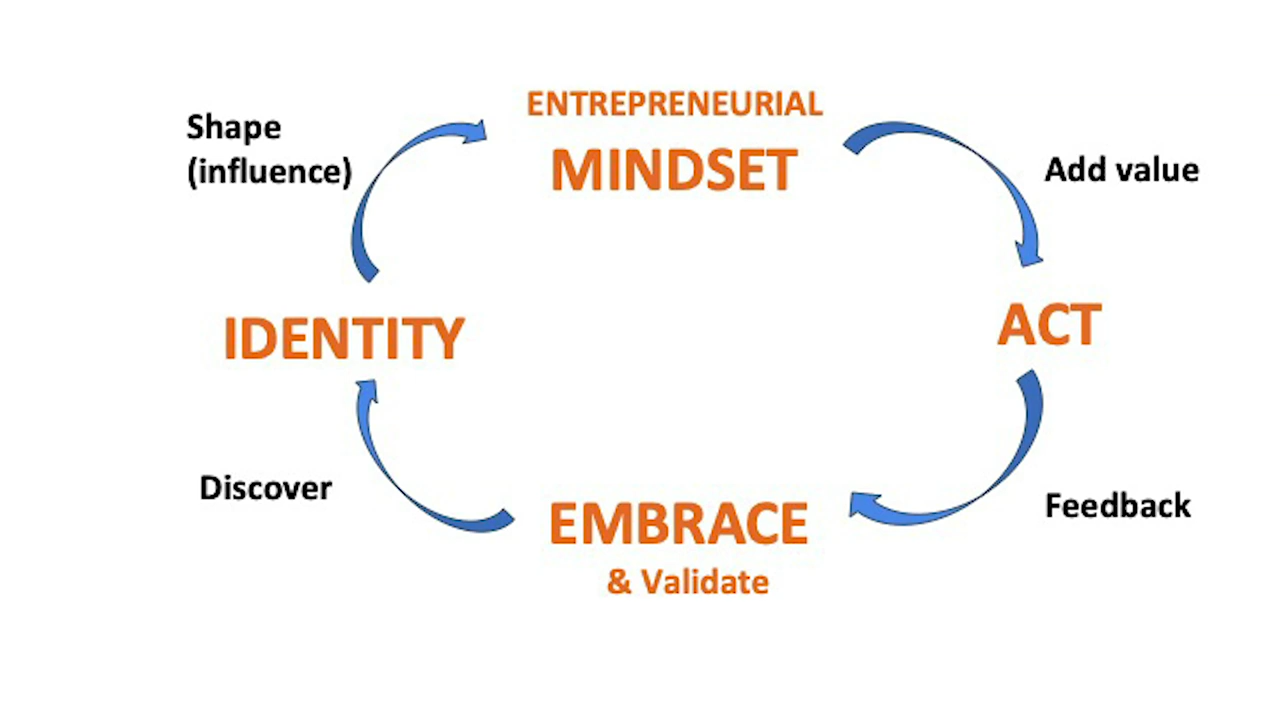 ENTREPRENEURIAL
MINDSET
Shape
(influence)
Add value
IDENTITY
ACT
Discover
Feedback
EMBRACE
& Validate